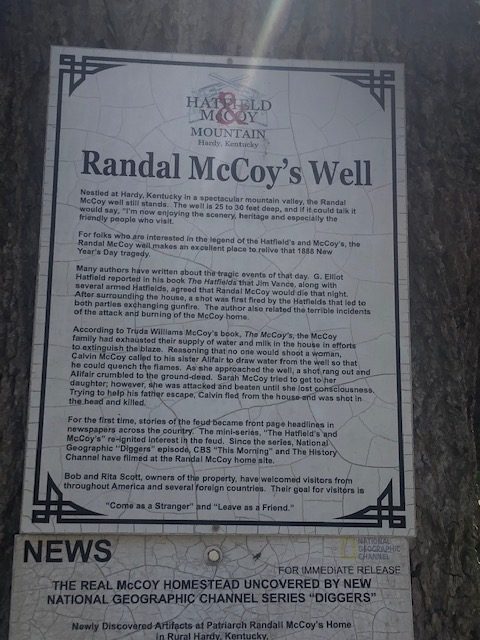 HATFIELD
& McCOY
MOUNTAIN
Hardy, Kentucky
Randal McCoy's Well
Nestled at Hardy, Kentucky in a spectacular mountain valley, the Randal
McCoy well still stands. The well is 25 to 30 feet deep, and if it could talk it
would say, "I'm now enjoying the scenery, heritage and especially the
friendly people who visit.
For folks who are interested in the legend of the Hatfield's and McCoy's, the
Randal McCoy well makes an excellent place to relive that 1888 New
Year's Day tragedy.
Many authors have written about the tragic events of that day. G. Elliot
Hatfield reported in his book The Hatfields that Jim Vance, along with
several armed Hatfields, agreed that Randal McCoy would die that night.
After surrounding the house, a shot was first fired by the Hatfields that led to
both parties exchanging gunfire. The author also related the terrible incidents
of the attack and burning of the McCoy home.
According to Truda Williams McCoy's book, The McCoy's, the McCoy
family had exhausted their supply of water and milk in the house in efforts
to extinguish the blaze. Reasoning that no one would shoot a woman,
Calvin McCoy called to his sister Alifair to draw water from the well so that
he could quench the flames. As she approached the well, a shot rang out and
Alifair crumbled to the ground-dead. Sarah McCoy tried to get to her
daughter; however, she was attacked and beaten until she lost consciousness.
Trying to help his father escape, Calvin fled from the house and was shot in
the head and killed.
For the first time, stories of the feud became front page headlines in
newspapers across the country. The mini-series, "The Hatfield's and
McCoy's" re-ignited interest in the feud. Since the series, National
Geographic "Diggers" episode, CBS "This Morning" and The History
Channel have filmed at the Randal McCoy home site.
Bob and Rita Scott, owners of the property, have welcomed visitors from
throughout America and several foreign countries. Their goal for visitors is
"Come as a Stranger" and "Leave as a Friend."
NEWS
NATIONAL
GEOGRAPHIC
CHANNEL
FOR IMMEDIATE RELEASE
THE REAL McCOY HOMESTEAD UNCOVERED BY NEW
NATIONAL GEOGRAPHIC CHANNEL SERIES "DIGGERS"
Newly Discovered Artifacts at Patriarch Randall McCoy's Home
in Rural Hardy, Kentucky,